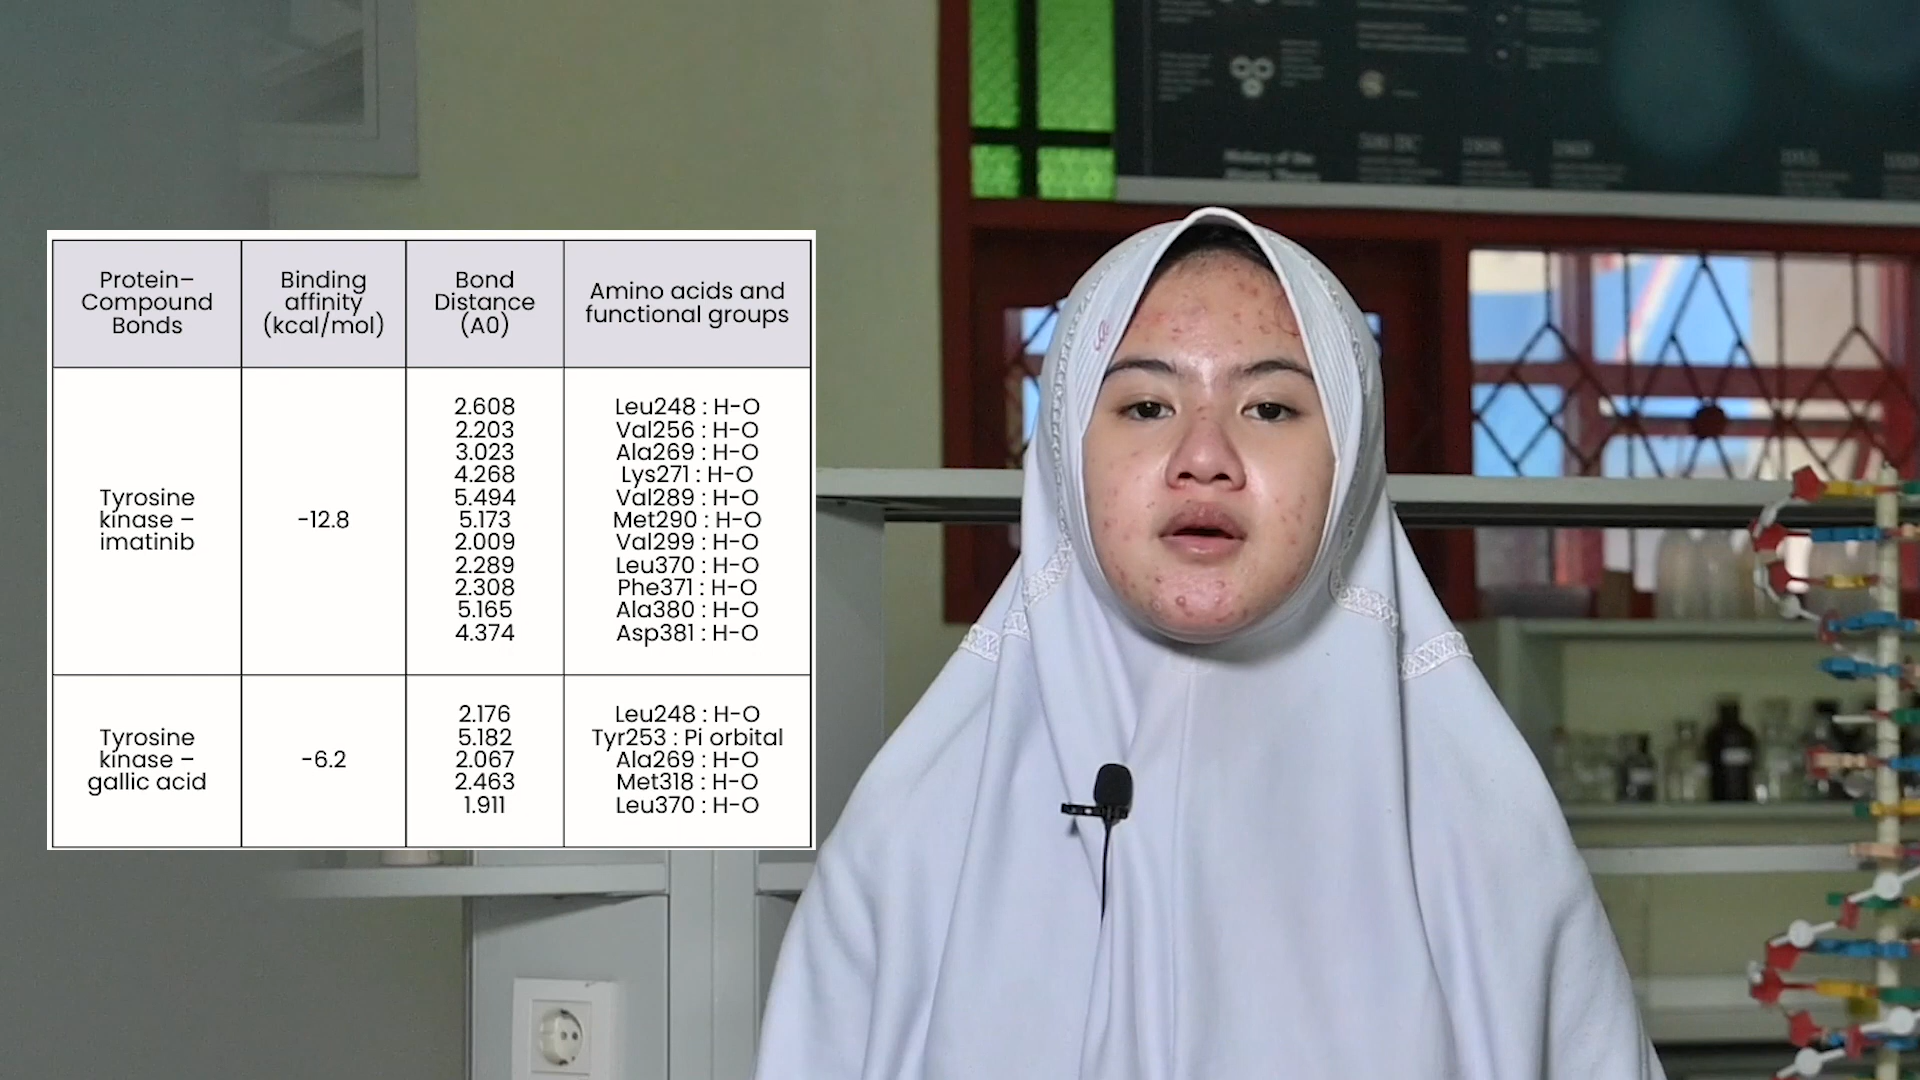 Protein–
Compound
Bonds
Binding
affinity
(kcal/mol)
Bond
Distance
(A0)
Amino acids and
functional groups
Tyrosine
kinase –
imatinib
-12.8
2.608
2.203
3.023
4.268
5.494
5.173
2.009
2.289
2.308
5.165
4.374
Leu248 : H-O
Val256 : H-O
Ala269 : H-O
Lys271 : H-O
Val289 : H-O
Met290 : H-O
Val299 : H-O
Leu370 : H-O
Phe371 : H-O
Ala380 : H-O
Asp381 : H-O
Tyrosine
kinase –
gallic acid
-6.2
2.176
5.182
2.067
2.463
1.911
Leu248 : H-O
Tyr253 : Pi orbital
Ala269 : H-O
Met318 : H-O
Leu370 : H-O
History of the